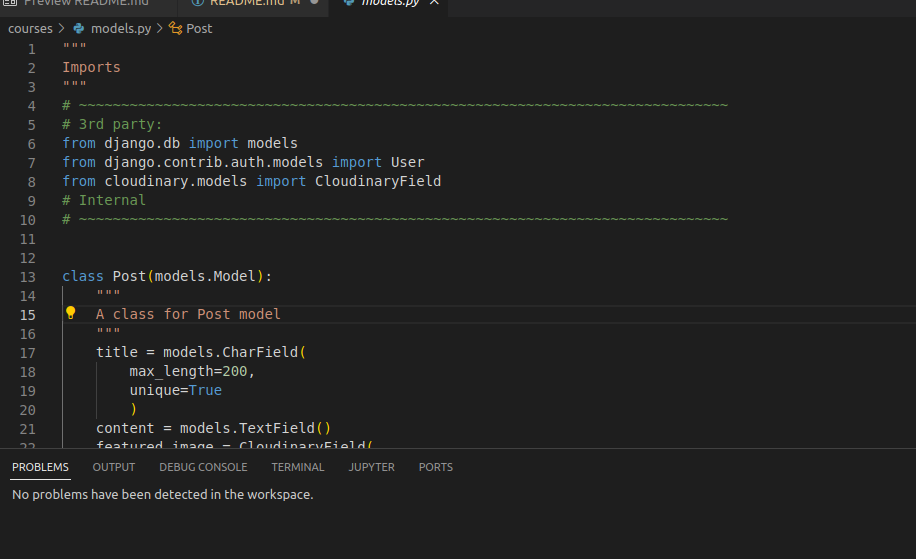 Preview README.md README.md M models.py
courses > models.py > Post
1 """
2 Imports
3 """
4 # ~~~~~~~~~~~~~~~~~~~~~~~~~~~~~~~~~~~~~~~~~~~~~~~~~~~~~~~~~~~~~~~~~~~~~~~~~~~~~
5 # 3rd party:
6 from django.db import models
7 from django.contrib.auth.models import User
8 from cloudinary.models import CloudinaryField
9 # Internal
10 # ~~~~~~~~~~~~~~~~~~~~~~~~~~~~~~~~~~~~~~~~~~~~~~~~~~~~~~~~~~~~~~~~~~~~~~~~~~~~~
11
12
13 class Post(models.Model):
14 """
15 A class for Post model
16 """
17 title = models.CharField(
18 max_length=200,
19 unique=True
20 )
21 content = models.TextField()
22 featured_image = CloudinaryField(
PROBLEMS OUTPUT DEBUG CONSOLE TERMINAL JUPYTER PORTS
No problems have been detected in the workspace.